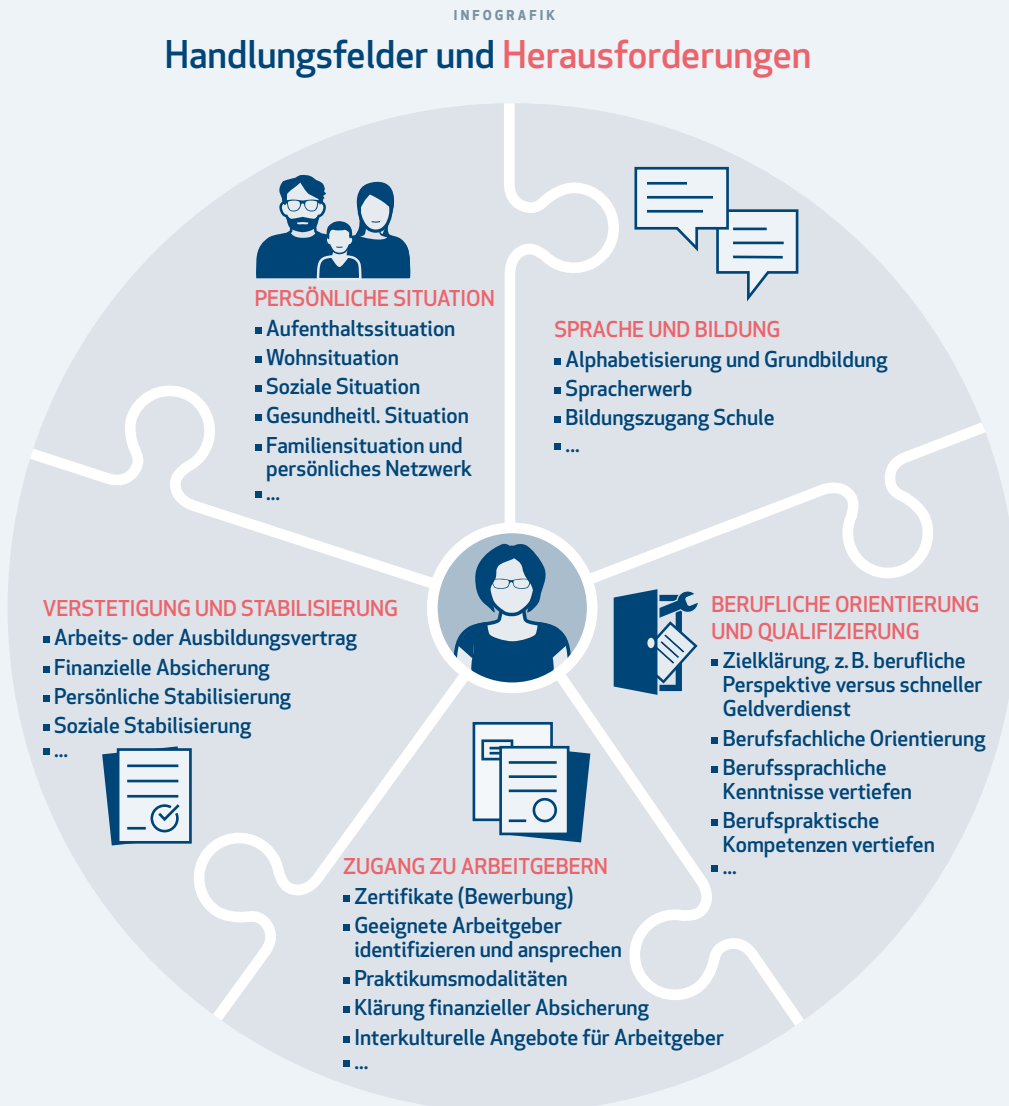 INFOGRAFIK
Handlungsfelder und Herausforderungen
PERSÖNLICHE SITUATION
▪ Aufenthaltssituation
▪ Wohnsituation
▪ Soziale Situation
▪ Gesundheitl. Situation
▪ Familiensituation und
persönliches Netzwerk
▪ ...
SPRACHE UND BILDUNG
▪ Alphabetisierung und Grundbildung
▪ Spracherwerb
▪ Bildungszugang Schule
▪ ...
BERUFLICHE ORIENTIERUNG
UND QUALIFIZIERUNG
▪ Zielklärung, z. B. berufliche
Perspektive versus schneller
Geldverdienst
▪ Berufsfachliche Orientierung
▪ Berufssprachliche
Kenntnisse vertiefen
▪ Berufspraktische
Kompetenzen vertiefen
▪ ...
ZUGANG ZU ARBEITGEBERN
▪ Zertifikate (Bewerbung)
▪ Geeignete Arbeitgeber
identifizieren und ansprechen
▪ Praktikumsmodalitäten
▪ Klärung finanzieller Absicherung
▪ Interkulturelle Angebote für Arbeitgeber
▪ ...
VERSTETIGUNG UND STABILISIERUNG
▪ Arbeits- oder Ausbildungsvertrag
▪ Finanzielle Absicherung
▪ Persönliche Stabilisierung
▪ Soziale Stabilisierung
▪ ...